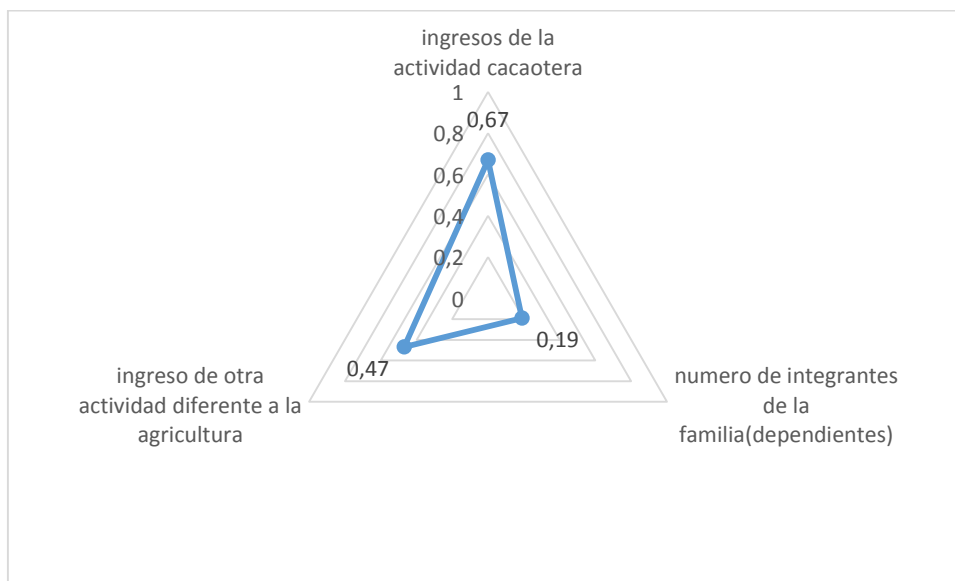 ingresos de la
actividad cacaotera
1
0,67
0,8
0,6
0,4
0,2
0
0,19
0,47
ingreso de otra
actividad diferente a la
agricultura
numero de integrantes
de la
familia(dependientes)